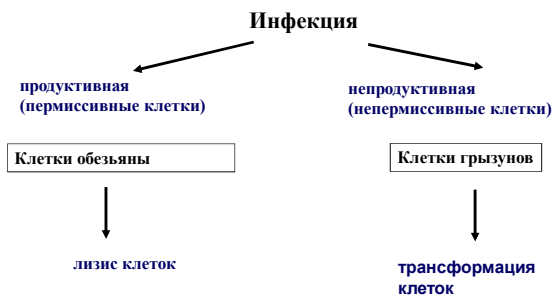 Инфекция
продуктивная
(пермиссивные клетки)
непродуктивная
(непермиссивные клетки)
Клетки обезьяны
Клетки грызунов
лизис клеток
трансформация
клеток